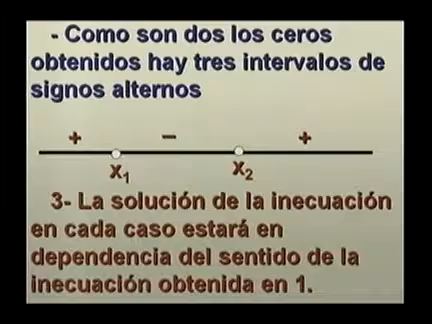 - Como son dos los ceros
obtenidos hay tres intervalos de
signos alternos
+ − +
x₁ x₂
3- La solución de la inecuación
en cada caso estará en
dependencia del sentido de la
inecuación obtenida en 1.